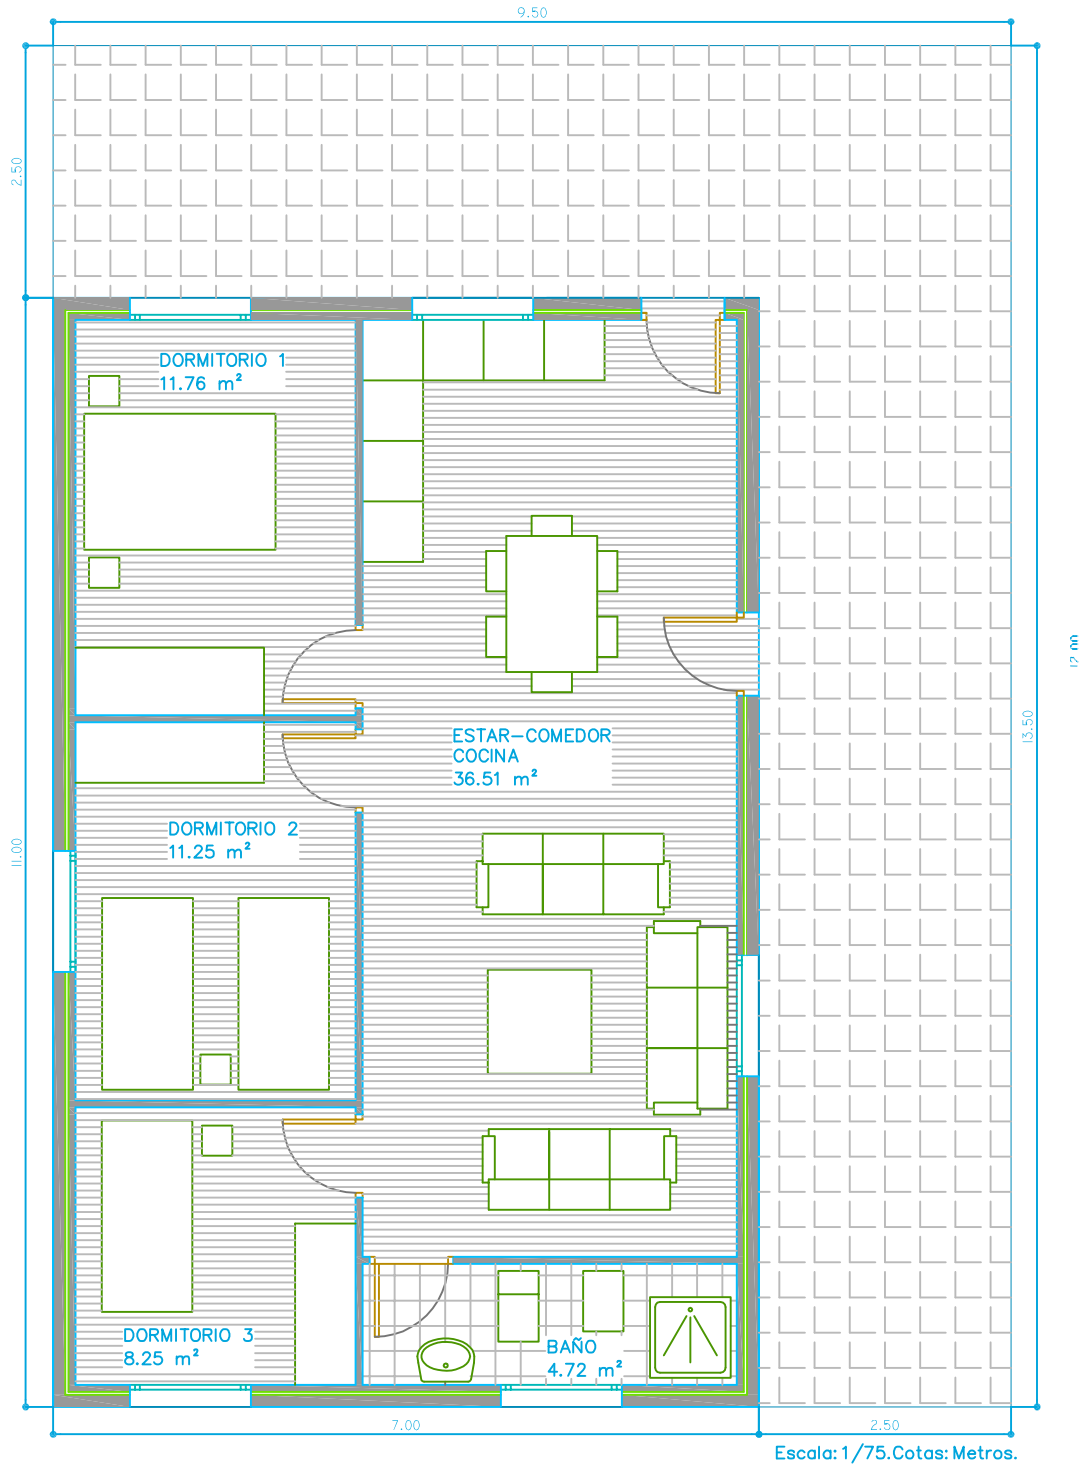 9.50
2.50
DORMITORIO 1
11.76 m²
ESTAR-COMEDOR
COCINA
36.51 m²
13.50
11.00
DORMITORIO 2
11.25 m²
DORMITORIO 3
8.25 m²
BAÑO
4.72 m²
7.00
2.50
Escala: 1/75.Cotas: Metros.